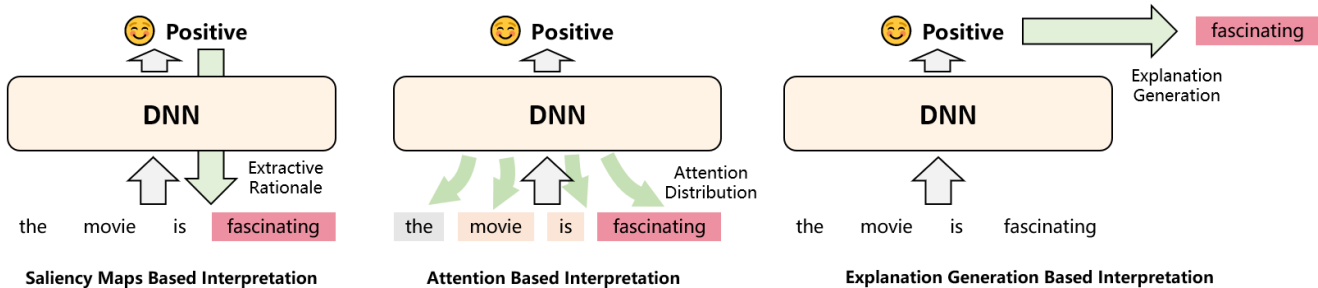 Positive
DNN
Extractive
Rationale
the movie is fascinating
Saliency Maps Based Interpretation
Positive
DNN
Attention
Distribution
the movie is fascinating
Attention Based Interpretation
Positive
fascinating
Explanation
Generation
DNN
the movie is fascinating
Explanation Generation Based Interpretation